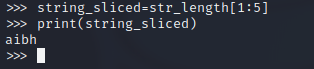 >>> string_sliced=str_length[1:5]
>>> print(string_sliced)
aibh
>>>